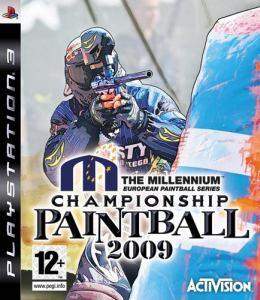 PLAYSTATION 3
THE MILLENNIUM
EUROPEAN PAINTBALL SERIES
CHAMPIONSHIP
PAINTBALL
2009
12+
www.pegi.info
ACTIVISION